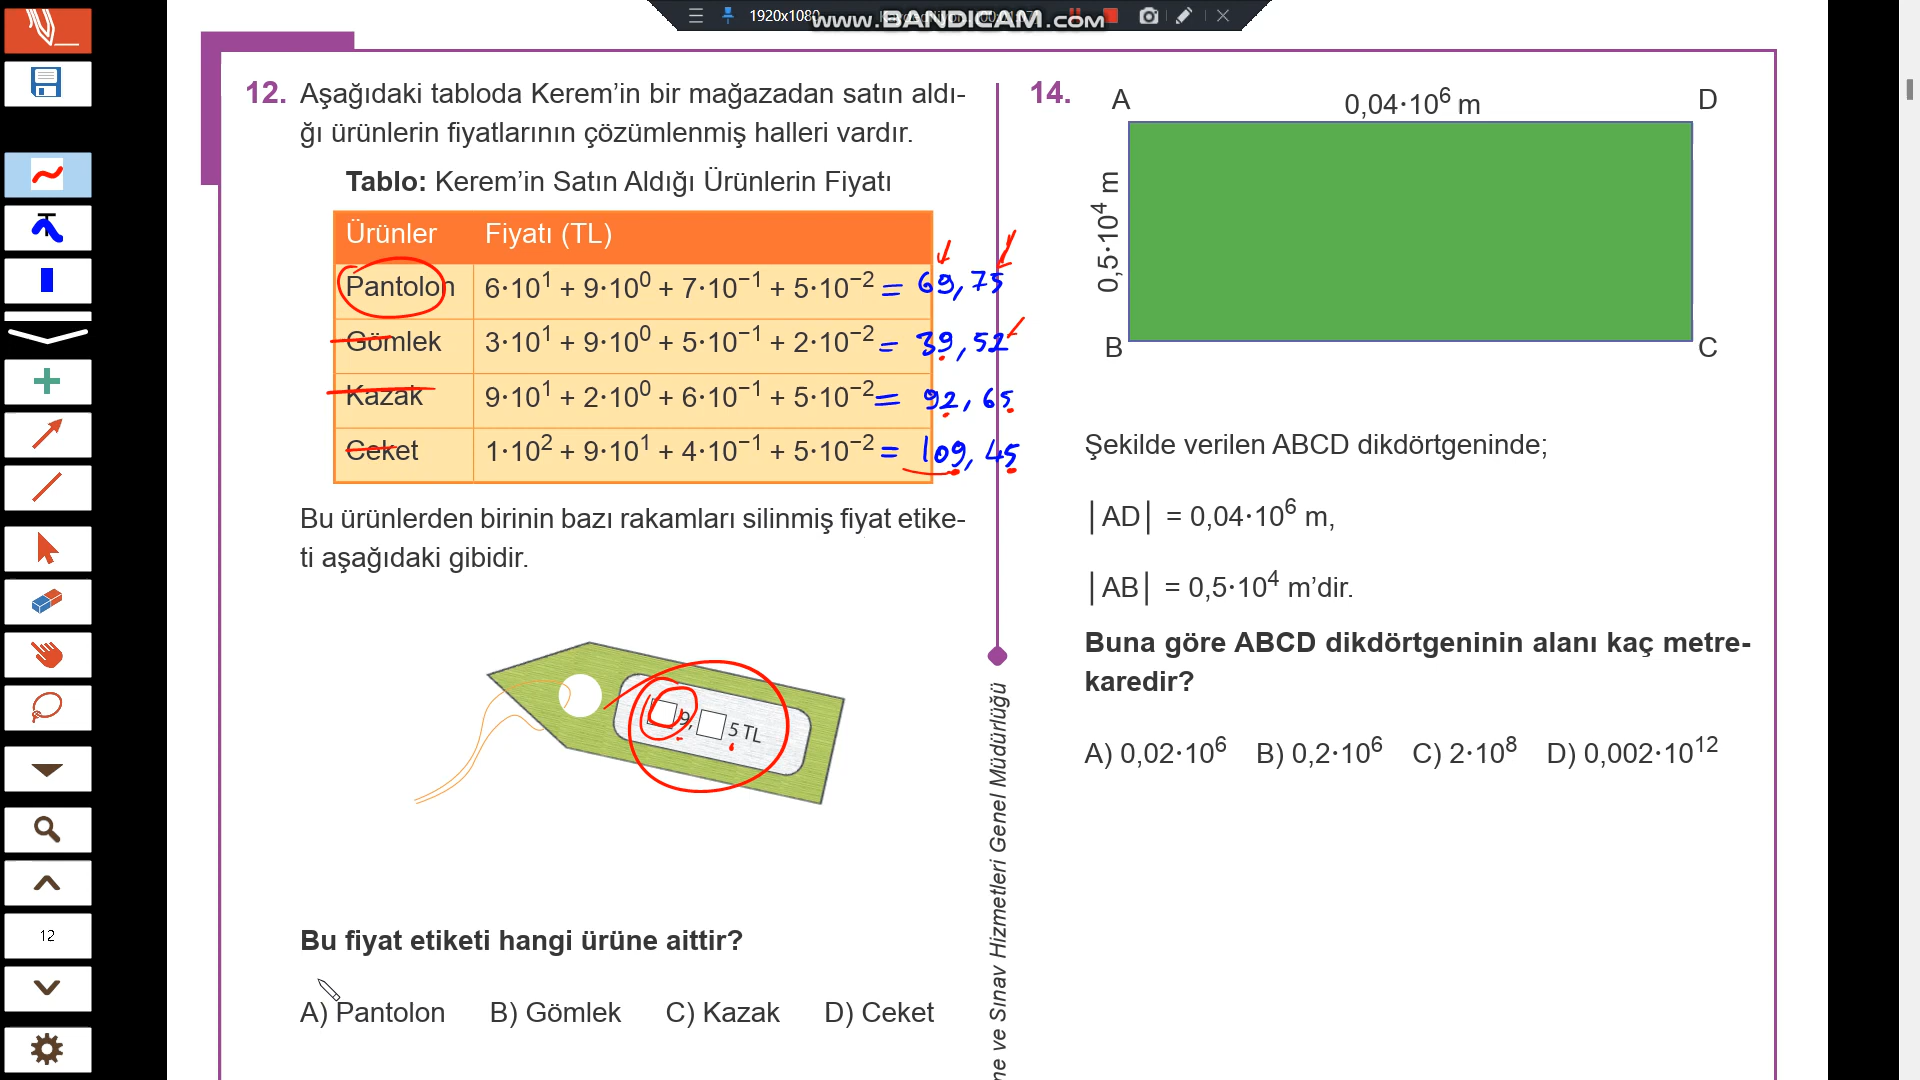 1920x1080
www.BANDICAM.com
12. Aşağıdaki tabloda Kerem'in bir mağazadan satın aldı-
ğı ürünlerin fiyatlarının çözümlenmiş halleri vardır.
Tablo: Kerem'in Satın Aldığı Ürünlerin Fiyatı
Ürünler Fiyatı (TL)
Pantolon 6·10¹ + 9·10⁰ + 7·10⁻¹ + 5·10⁻² = 69,75
Gömlek 3·10¹ + 9·10⁰ + 5·10⁻¹ + 2·10⁻² = 39,52
Kazak 9·10¹ + 2·10⁰ + 6·10⁻¹ + 5·10⁻² = 92,65
Ceket 1·10² + 9·10¹ + 4·10⁻¹ + 5·10⁻² = 109,45
Bu ürünlerden birinin bazı rakamları silinmiş fiyat etike-
ti aşağıdaki gibidir.
□9,□5 TL
Bu fiyat etiketi hangi ürüne aittir?
A) Pantolon B) Gömlek C) Kazak D) Ceket
me ve Sınav Hizmetleri Genel Müdürlüğü
14.
A 0,04·10⁶ m D
0,5·10⁴ m
B C
Şekilde verilen ABCD dikdörtgeninde;
|AD| = 0,04·10⁶ m,
|AB| = 0,5·10⁴ m'dir.
Buna göre ABCD dikdörtgeninin alanı kaç metre-
karedir?
A) 0,02·10⁶ B) 0,2·10⁶ C) 2·10⁸ D) 0,002·10¹²
12